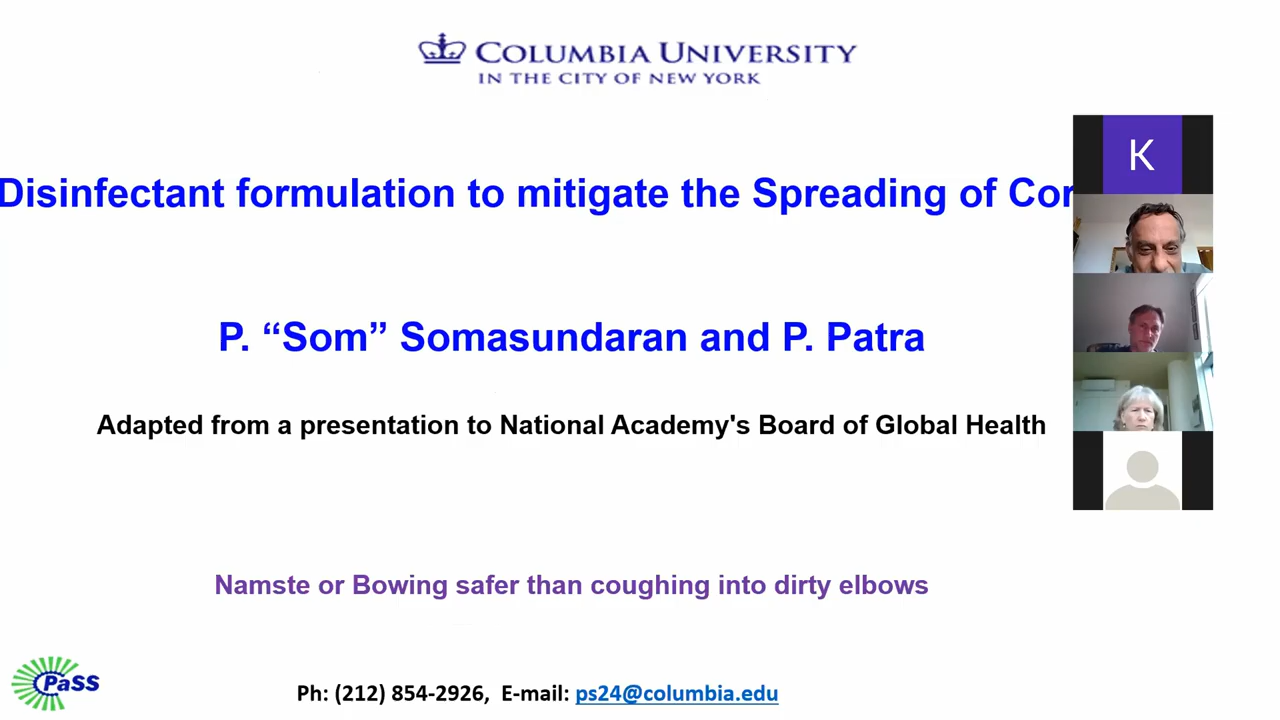 COLUMBIA UNIVERSITY
IN THE CITY OF NEW YORK
K
Disinfectant formulation to mitigate the Spreading of Cor
P. “Som” Somasundaran and P. Patra
Adapted from a presentation to National Academy's Board of Global Health
Namste or Bowing safer than coughing into dirty elbows
CPaSS
Ph: (212) 854-2926, E-mail: ps24@columbia.edu